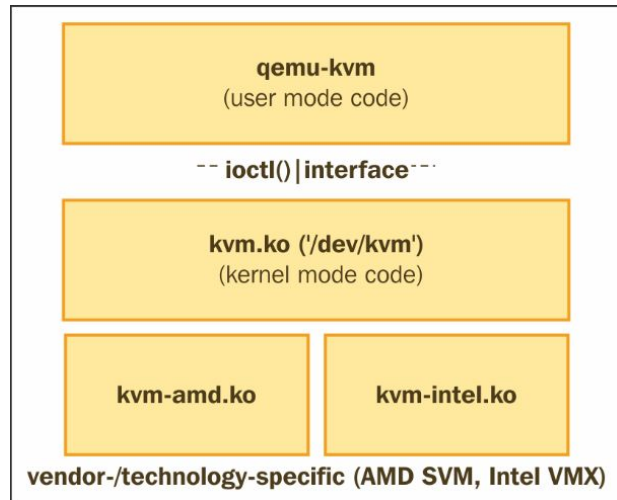 qemu-kvm
(user mode code)
-- ioctl()|interface ----
kvm.ko ('/dev/kvm')
(kernel mode code)
kvm-amd.ko
kvm-intel.ko
vendor-/technology-specific (AMD SVM, Intel VMX)